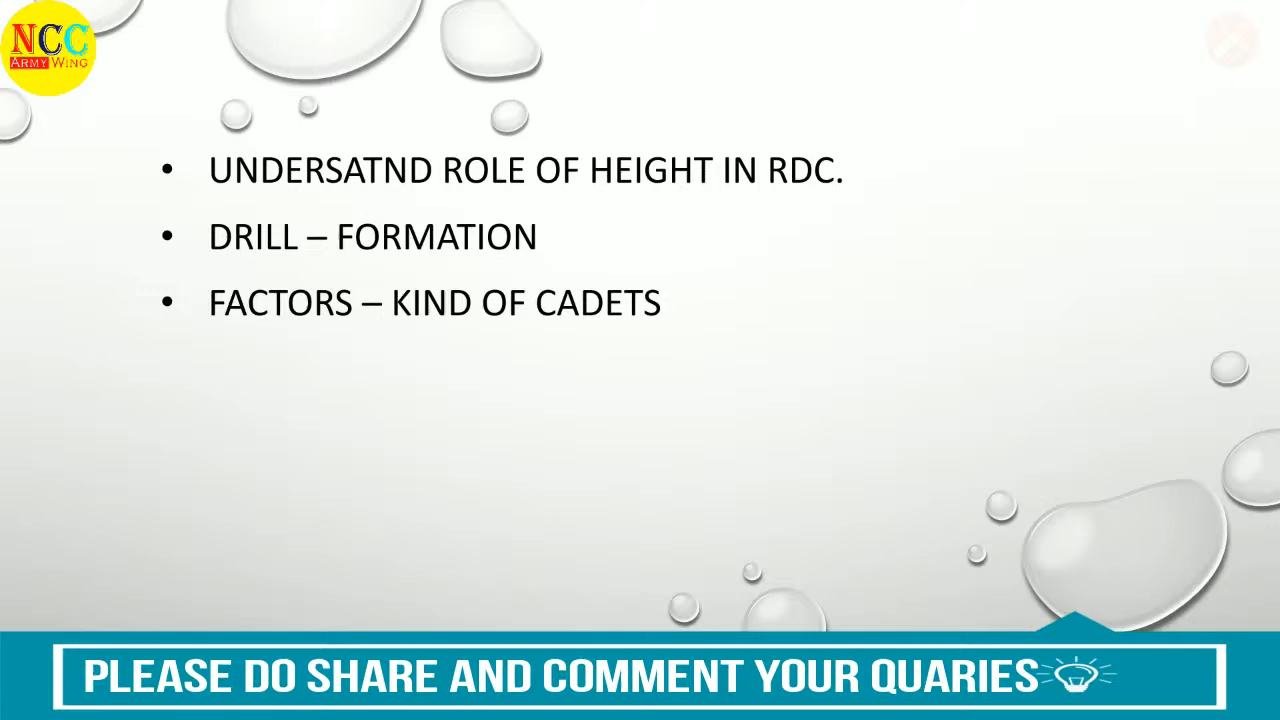 NCC
ARMY WING
• UNDERSATND ROLE OF HEIGHT IN RDC.
• DRILL – FORMATION
• FACTORS – KIND OF CADETS
PLEASE DO SHARE AND COMMENT YOUR QUARIES